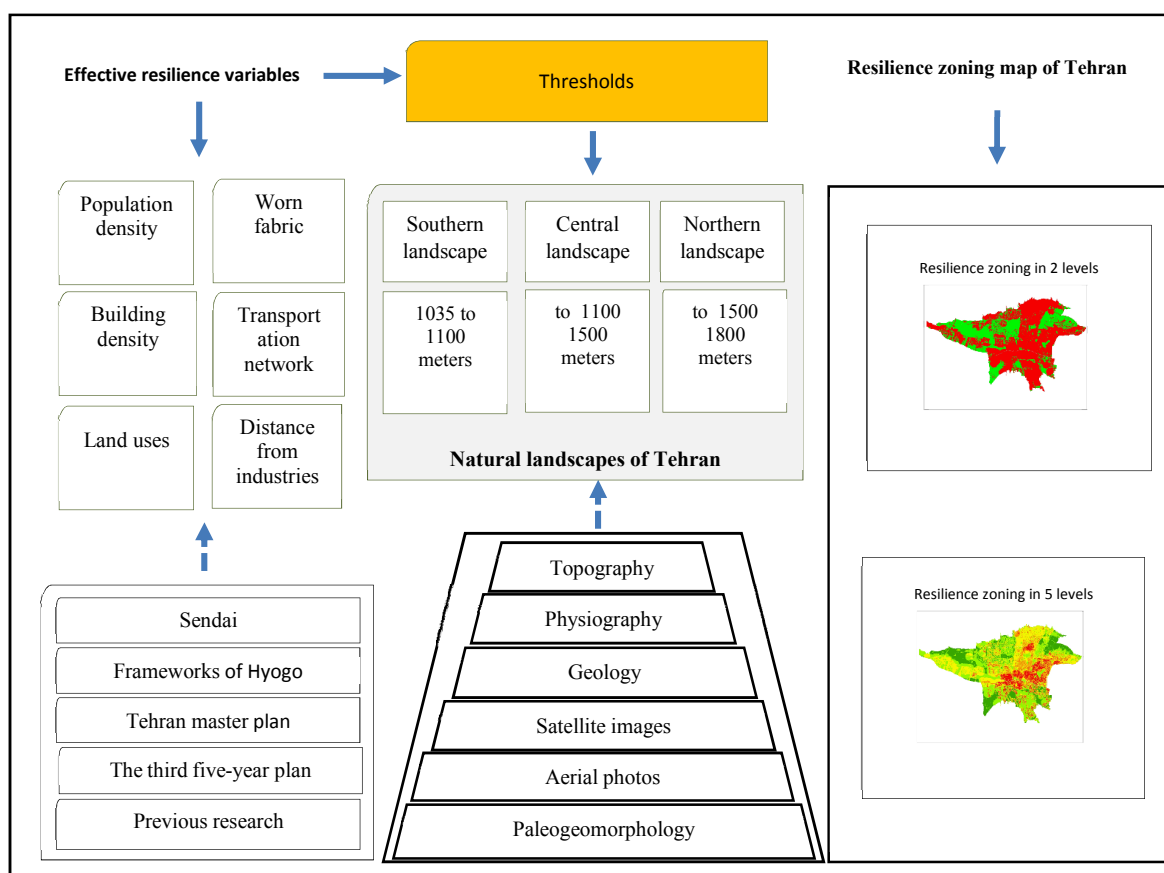 Effective resilience variables
Thresholds
Resilience zoning map of Tehran
Population
density
Worn
fabric
Building
density
Transport
ation
network
Land uses
Distance
from
industries
Southern
landscape
Central
landscape
Northern
landscape
1035 to
1100
meters
to 1100
1500
meters
to 1500
1800
meters
Natural landscapes of Tehran
Sendai
Frameworks of Hyogo
Tehran master plan
The third five-year plan
Previous research
Topography
Physiography
Geology
Satellite images
Aerial photos
Paleogeomorphology
Resilience zoning in 2 levels
Resilience zoning in 5 levels